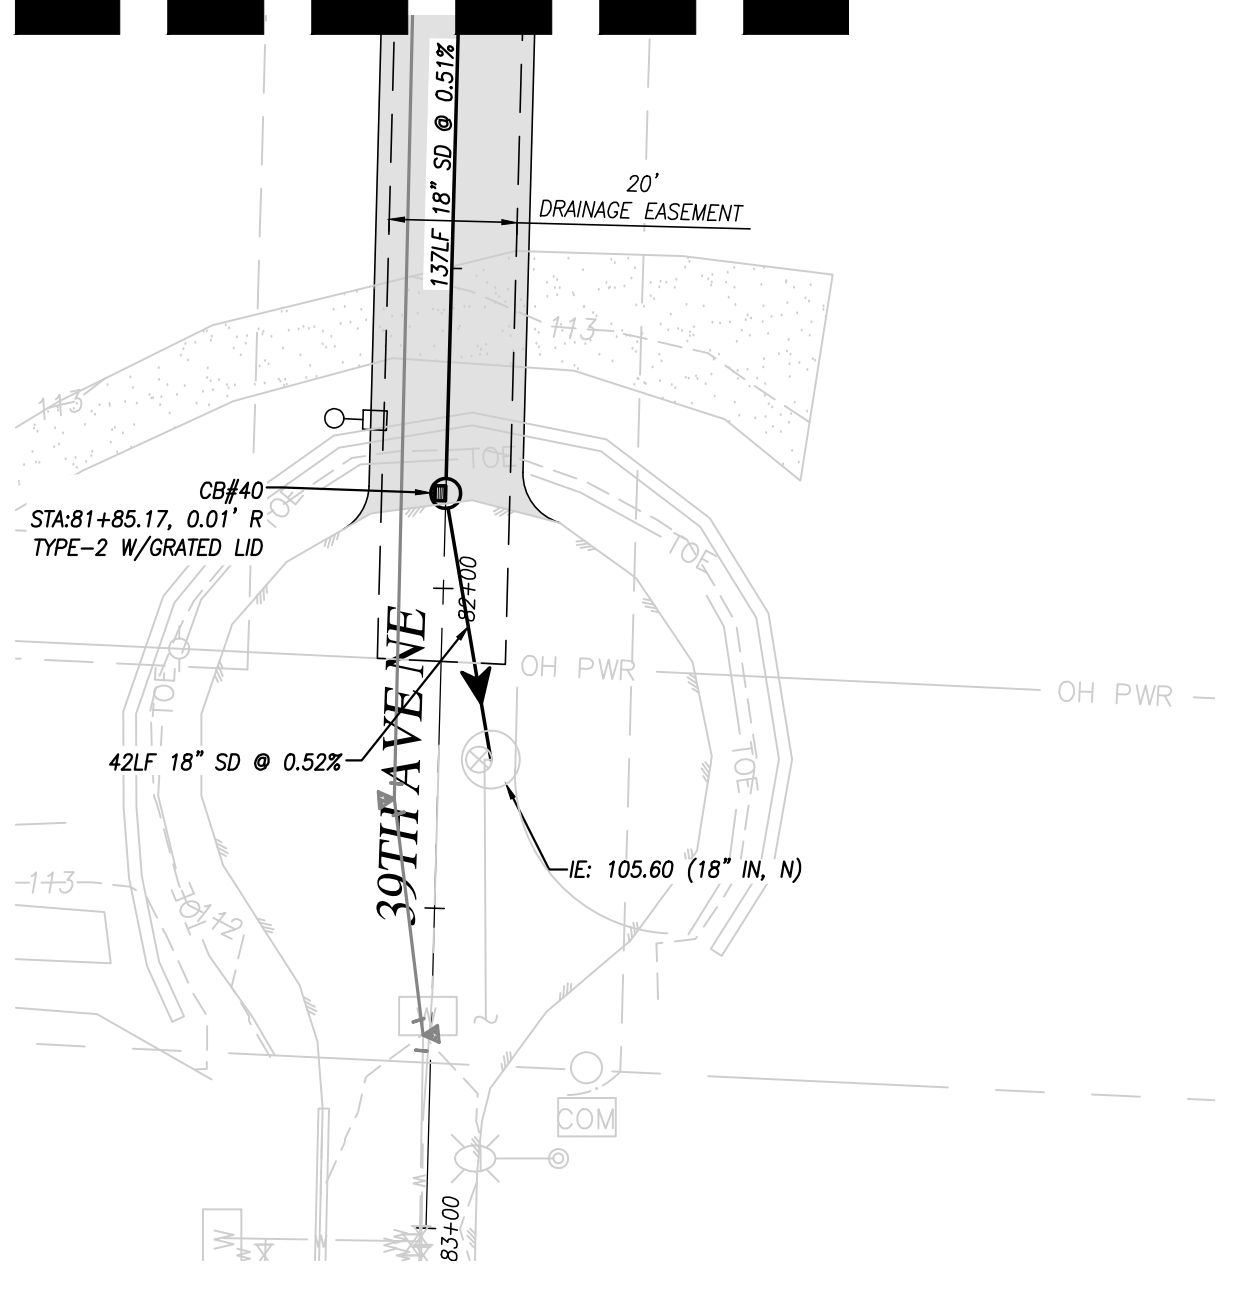 137LF 18" SD @ 0.51%
20'
DRAINAGE EASEMENT
113
113
TOE
CB#40
STA:81+85.17, 0.01' R
TYPE-2 W/GRATED LID
TOE
TOE
82+00
39TH AVE NE
OH PWR
OH PWR
TOE
42LF 18" SD @ 0.52%
TOE
IE: 105.60 (18" IN, N)
113
TOE
112
W
COM
W
83+00
W
W
W
W
W